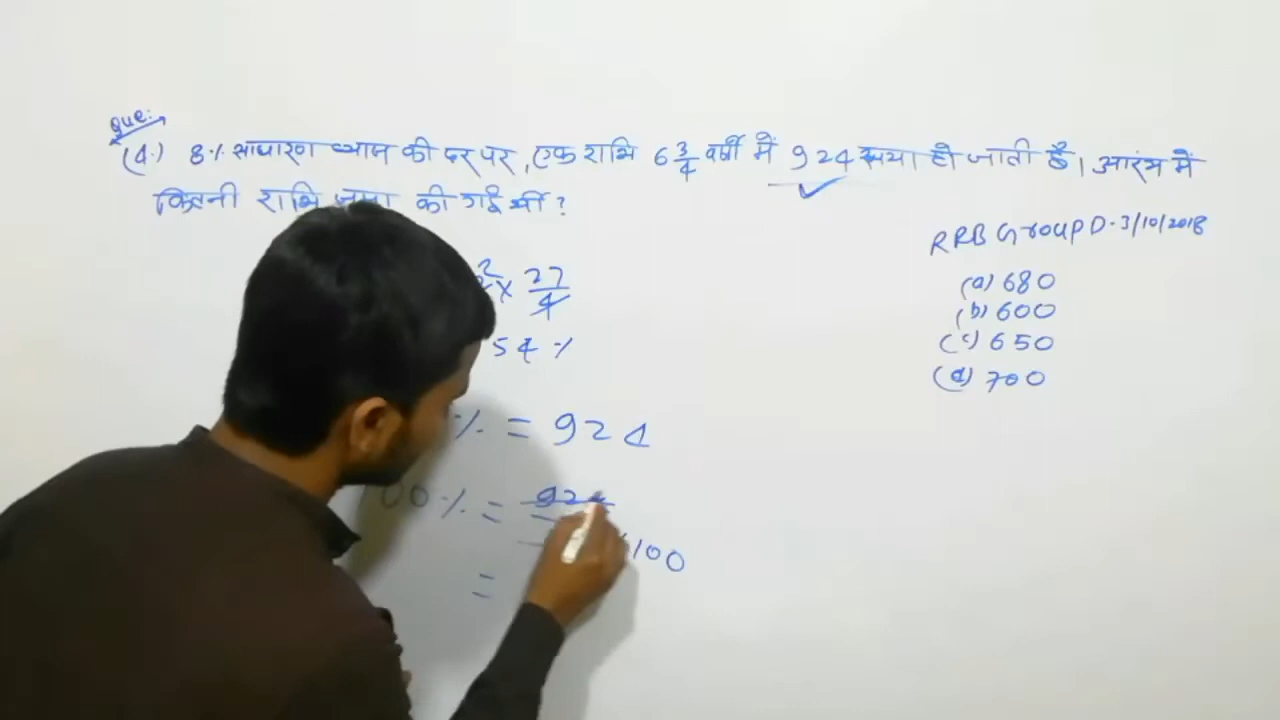 Que:
(4.) 8% साधारण ब्याज की दर पर, एक राशि 6 3/4 वर्षों में 924 रूपया हो जाती है। आरंभ में
कितनी राशि जमा की गई थीं ?
RRB Group D - 3/10/2018
(a) 680
(b) 600
(c) 650
(d) 700
2 × 27/4
54 %
% = 924
00 % = 924 100
=